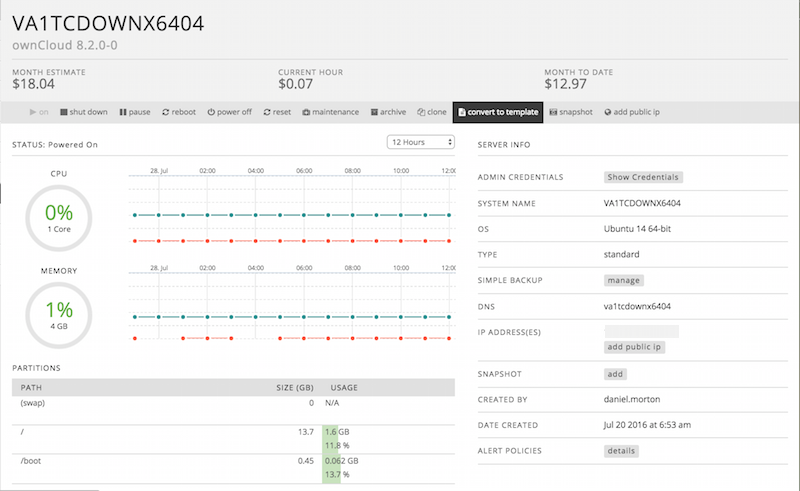 VA1TCDOWNX6404
ownCloud 8.2.0-0
MONTH ESTIMATE CURRENT HOUR MONTH TO DATE
$18.04 $0.07 $12.97
on shut down pause reboot power off reset maintenance archive clone convert to template snapshot add public ip
STATUS: Powered On 12 Hours
CPU
28. Jul 02:00 04:00 06:00 08:00 10:00 12:00
0%
1 Core
MEMORY
28. Jul 02:00 04:00 06:00 08:00 10:00 12:00
1%
4 GB
PARTITIONS
PATH SIZE (GB) USAGE
(swap) 0 N/A
/ 13.7 1.6 GB
11.8 %
/boot 0.45 0.062 GB
13.7 %
SERVER INFO
ADMIN CREDENTIALS Show Credentials
SYSTEM NAME VA1TCDOWNX6404
OS Ubuntu 14 64-bit
TYPE standard
SIMPLE BACKUP manage
DNS va1tcdownx6404
IP ADDRESS(ES)
add public ip
SNAPSHOT add
CREATED BY daniel.morton
DATE CREATED Jul 20 2016 at 6:53 am
ALERT POLICIES details